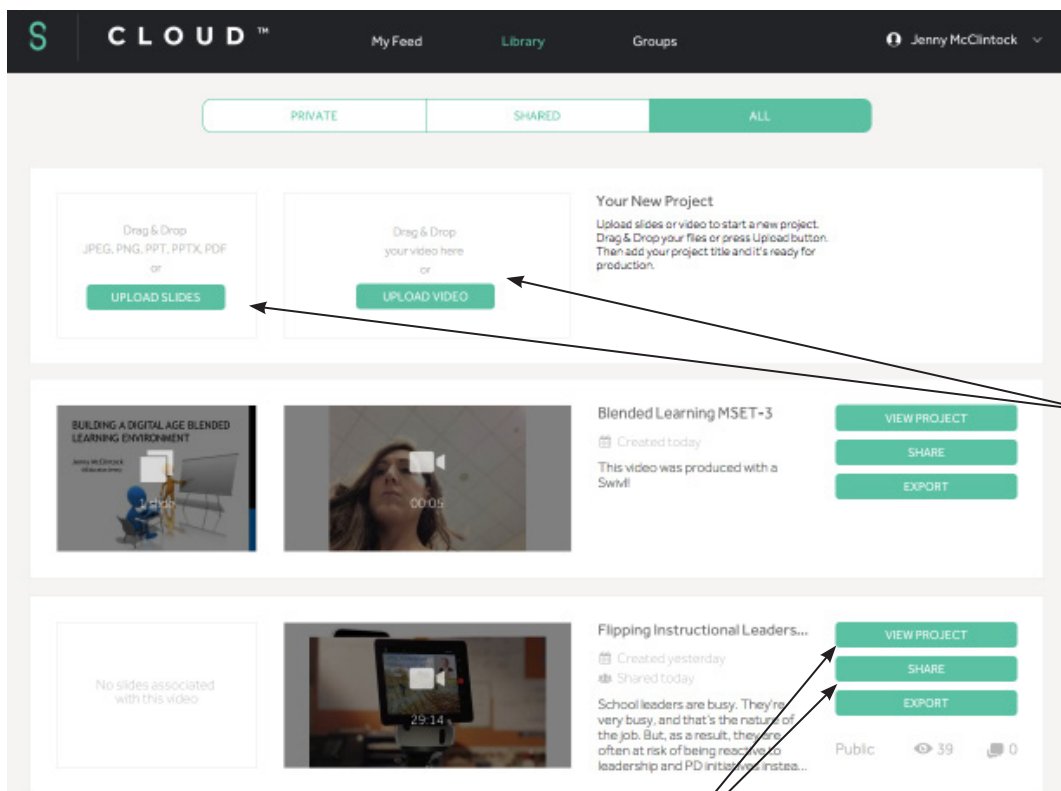 S CLOUD™ My Feed Library Groups Jenny McClintock
PRIVATE SHARED ALL
Drag & Drop
JPEG, PNG, PPT, PPTX, PDF
or
UPLOAD SLIDES
Drag & Drop
your video here
or
UPLOAD VIDEO
Your New Project
Upload slides or video to start a new project.
Drag & Drop your files or press Upload button.
Then add your project title and it's ready for
production.
BUILDING A DIGITAL AGE BLENDED
LEARNING ENVIRONMENT
Jenny McClintock
1 slide
00:05
Blended Learning MSET-3
Created today
This video was produced with a
Swivl!
VIEW PROJECT
SHARE
EXPORT
No slides associated
with this video
29:14
Flipping Instructional Leaders...
Created yesterday
Shared today
School leaders are busy. They're
very busy, and that's the nature of
the job. But, as a result, they are
often at risk of being reactive to
leadership and PD initiatives instea...
VIEW PROJECT
SHARE
EXPORT
Public 39 0